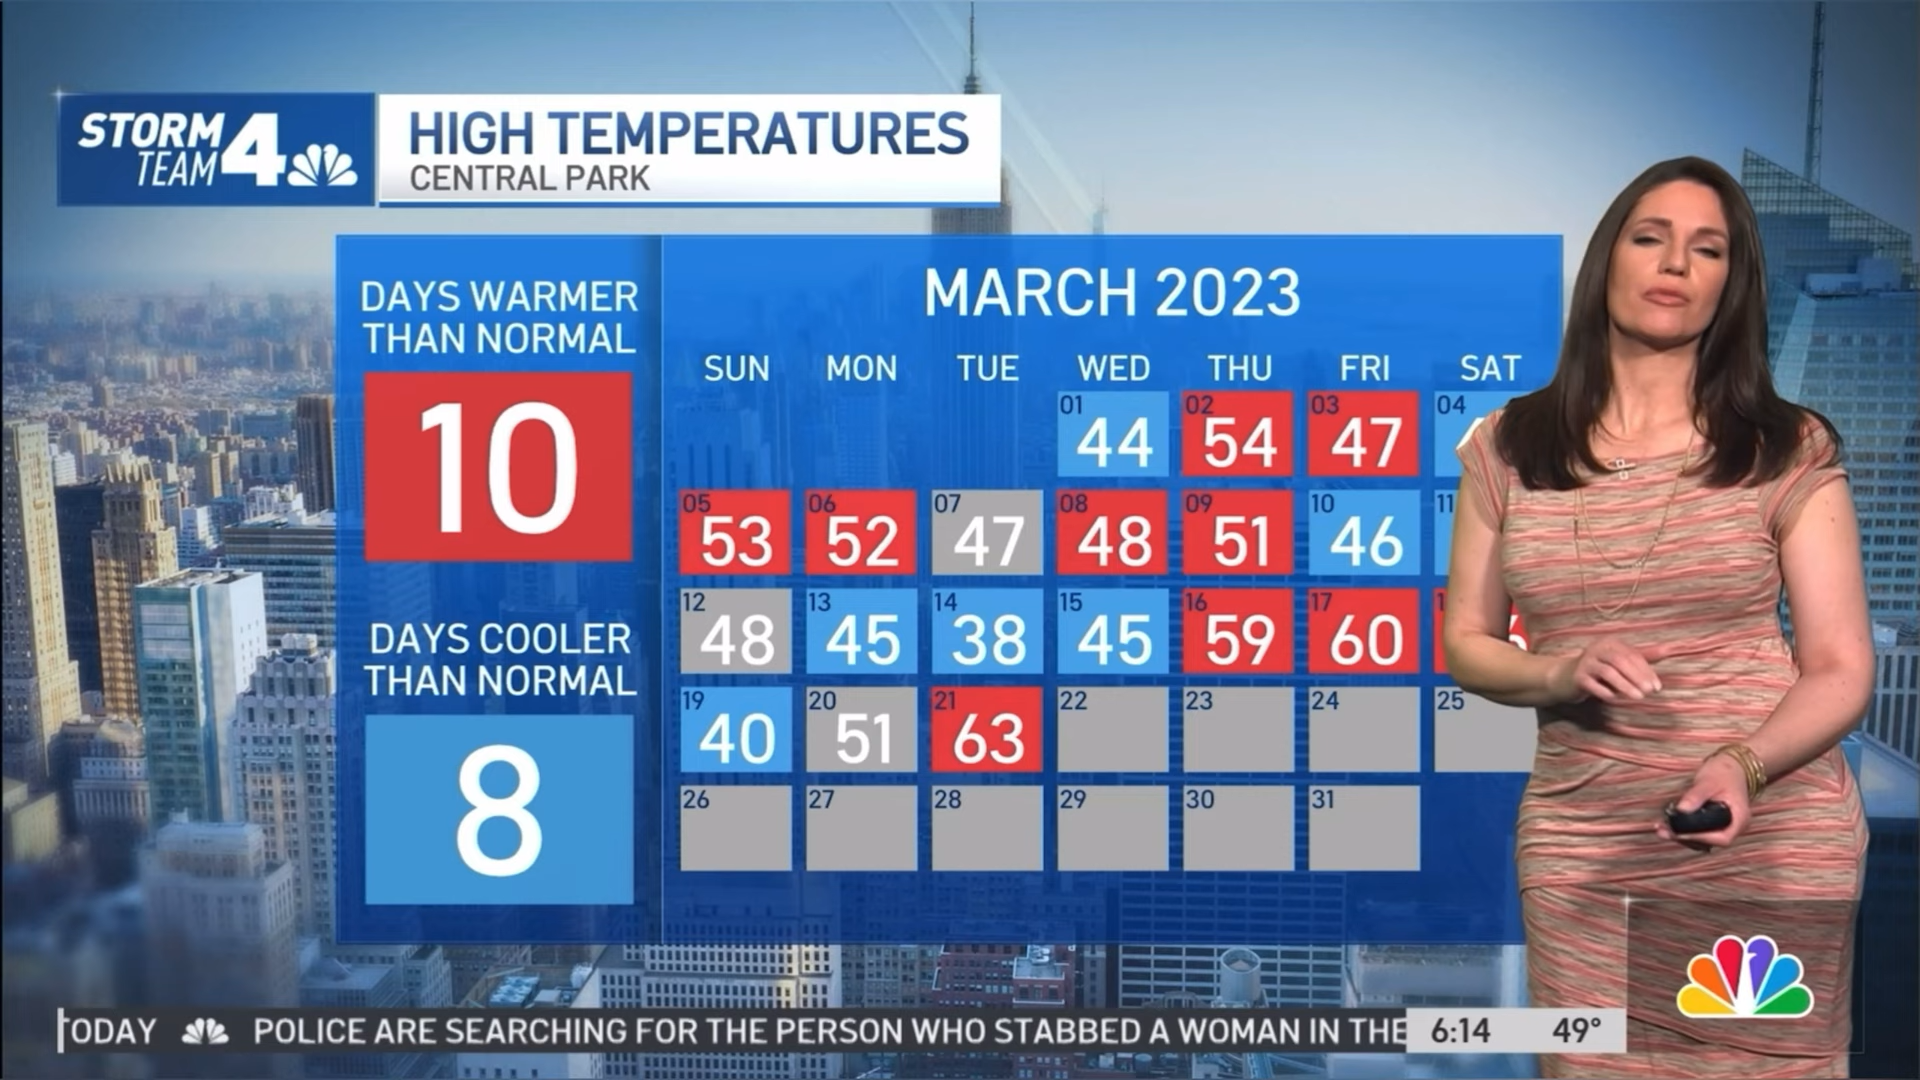 STORM
TEAM 4
HIGH TEMPERATURES
CENTRAL PARK
DAYS WARMER
THAN NORMAL
10
DAYS COOLER
THAN NORMAL
8
MARCH 2023
SUN MON TUE WED THU FRI SAT
01 02 03 04
44 54 47
05 06 07 08 09 10 11
53 52 47 48 51 46
12 13 14 15 16 17
48 45 38 45 59 60
19 20 21 22 23 24 25
40 51 63
26 27 28 29 30 31
TODAY POLICE ARE SEARCHING FOR THE PERSON WHO STABBED A WOMAN IN THE 6:14 49°